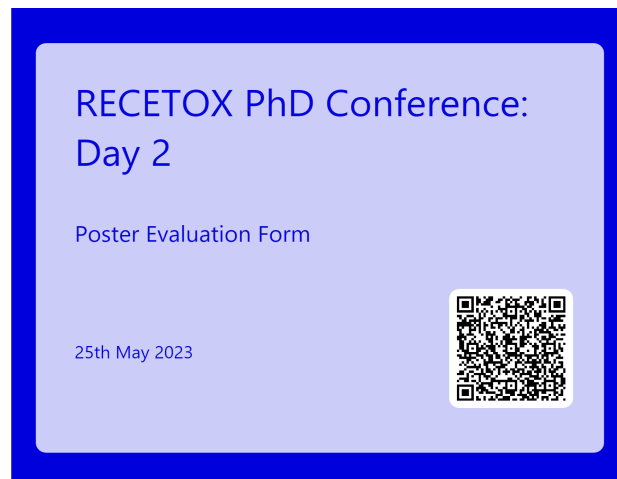 RECETOX PhD Conference:
Day 2
Poster Evaluation Form
25th May 2023